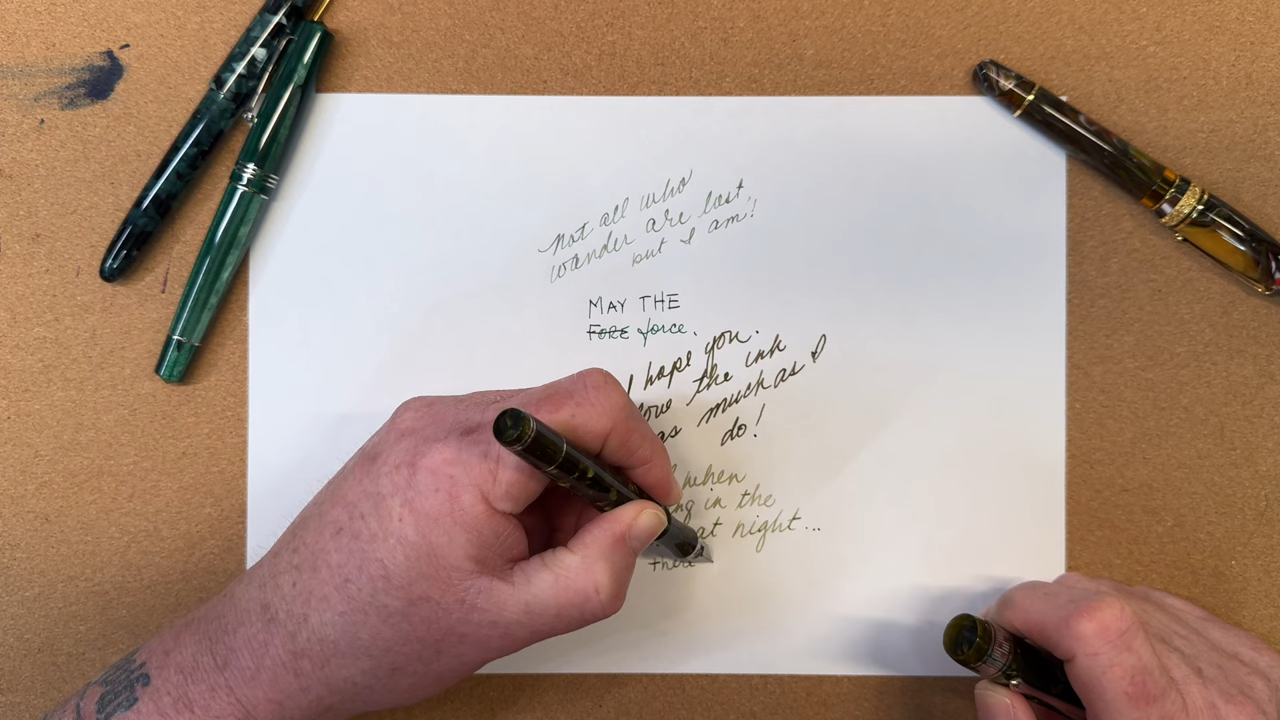 not all who
wander are lost,
but I am!
MAY THE
FORE force.
I hope you
love the ink
as much as I
do!
when
in the
at night...
there